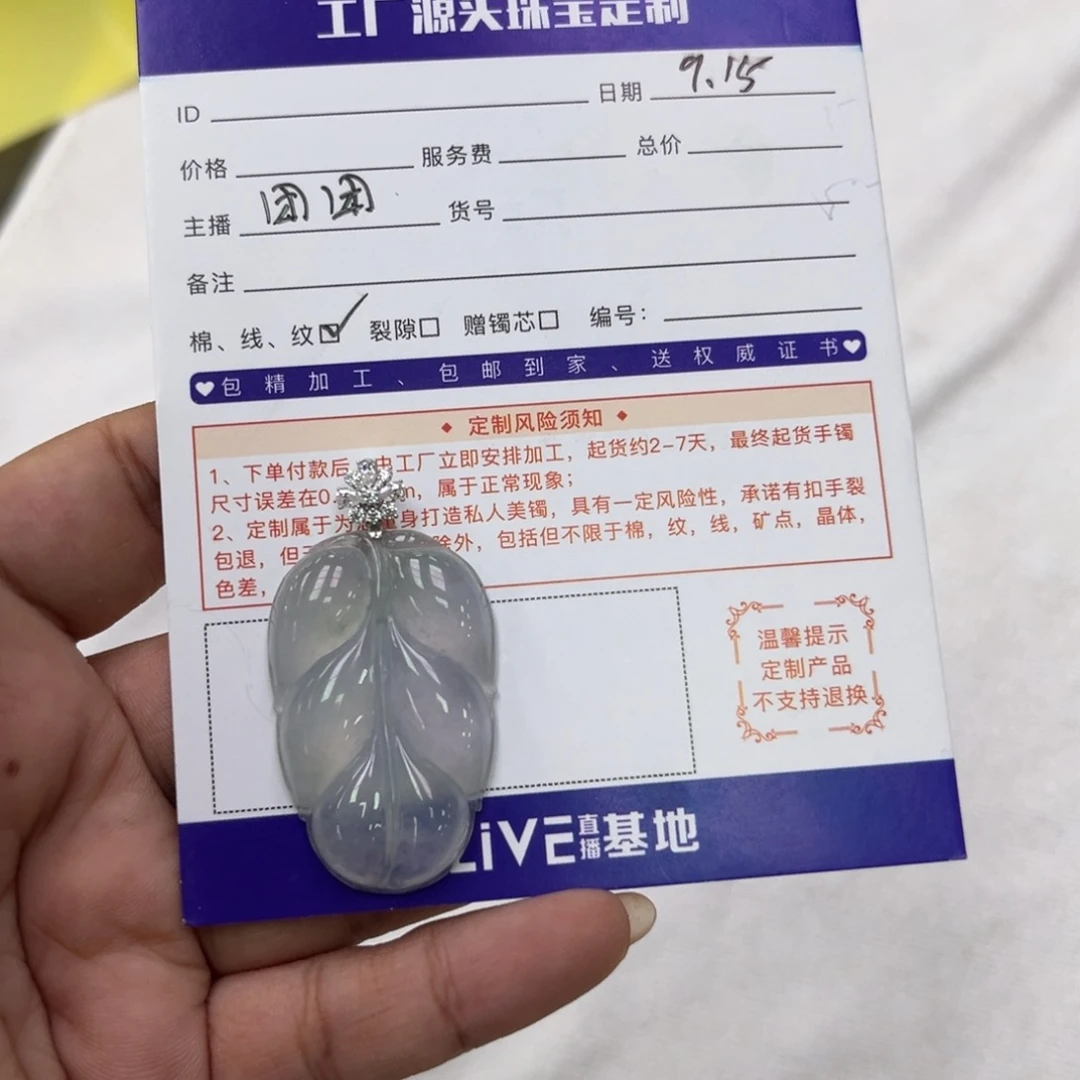 工厂源头珠宝定制
ID 日期 9.15
价格 服务费 总价
主播 团团 货号
备注
棉、线、纹☑ 裂隙□ 赠镯芯□ 编号：
包精加工、包邮到家、送权威证书
定制风险须知
1、下单付款后 由工厂立即安排加工，起货约2-7天，最终起货手镯
尺寸误差在0. m，属于正常现象；
2、定制属于为 身打造私人美镯，具有一定风险性，承诺有扣手裂
包退，但 除外，包括但不限于棉，纹，线，矿点，晶体，
色差，
温馨提示
定制产品
不支持退换
LiVE直播基地